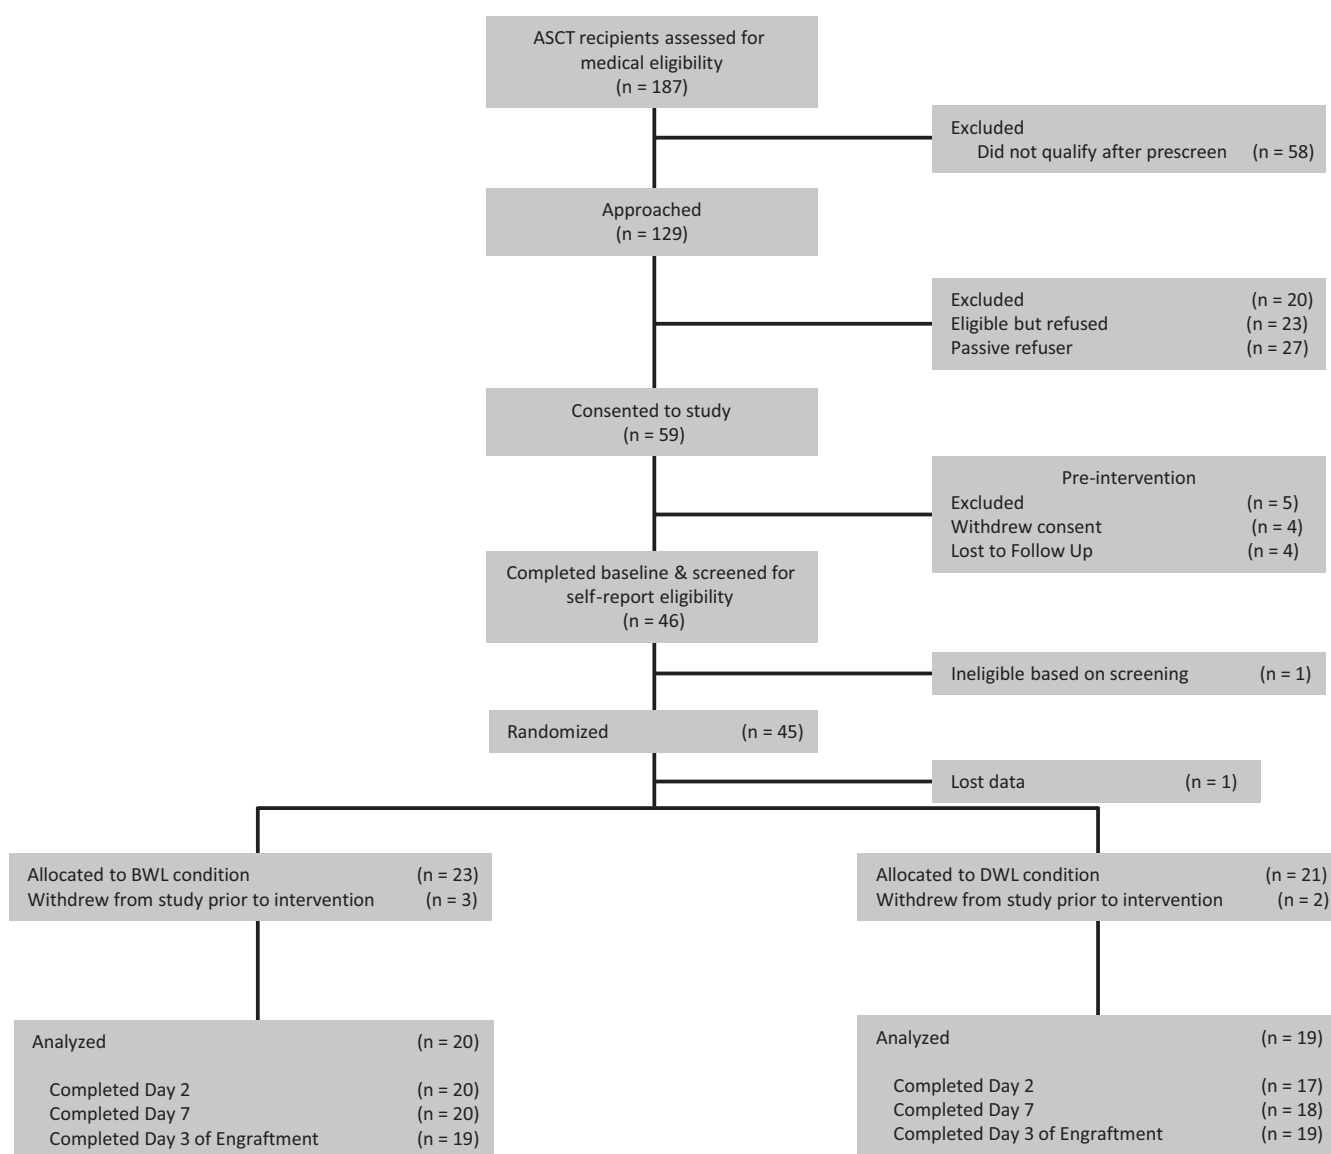 ASCT recipients assessed for
medical eligibility
(n = 187)
Excluded
Did not qualify after prescreen (n = 58)
Approached
(n = 129)
Excluded (n = 20)
Eligible but refused (n = 23)
Passive refuser (n = 27)
Consented to study
(n = 59)
Pre-intervention
Excluded (n = 5)
Withdrew consent (n = 4)
Lost to Follow Up (n = 4)
Completed baseline & screened for
self-report eligibility
(n = 46)
Ineligible based on screening (n = 1)
Randomized (n = 45)
Lost data (n = 1)
Allocated to BWL condition (n = 23)
Withdrew from study prior to intervention (n = 3)
Allocated to DWL condition (n = 21)
Withdrew from study prior to intervention (n = 2)
Analyzed (n = 20)
Completed Day 2 (n = 20)
Completed Day 7 (n = 20)
Completed Day 3 of Engraftment (n = 19)
Analyzed (n = 19)
Completed Day 2 (n = 17)
Completed Day 7 (n = 18)
Completed Day 3 of Engraftment (n = 19)